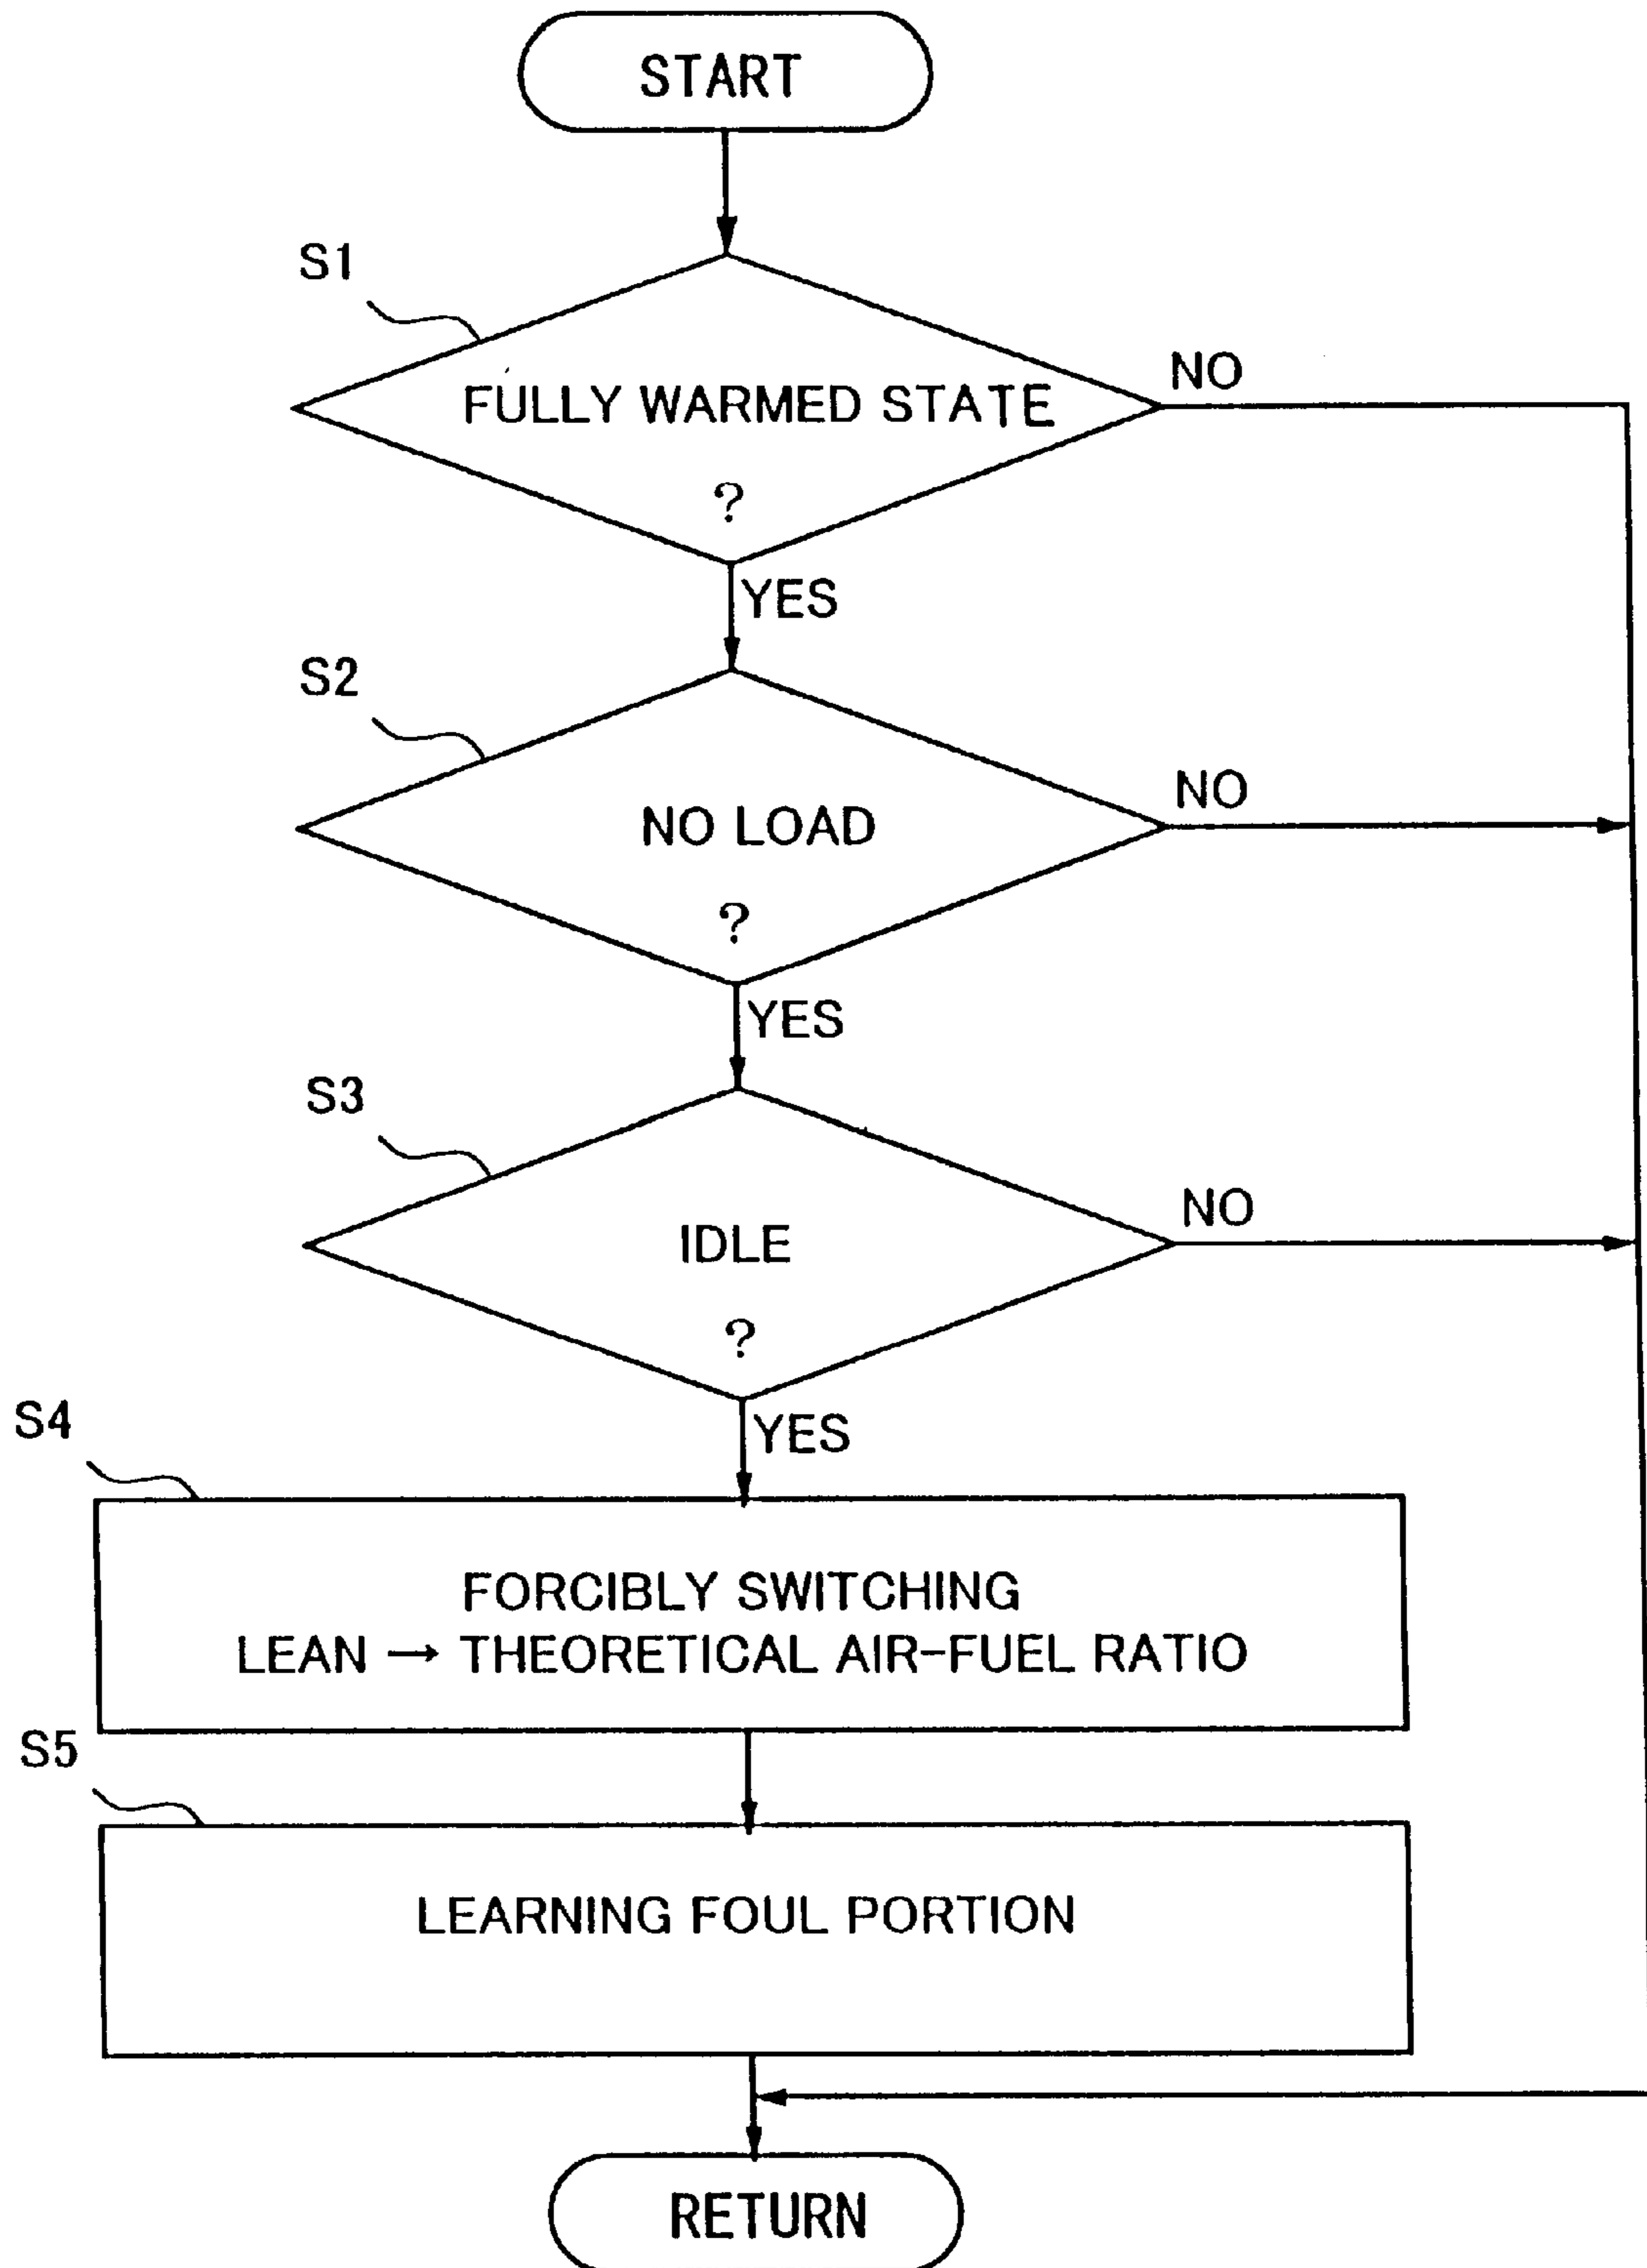 START
S1
FULLY WARMED STATE
?
NO
YES
S2
NO LOAD
?
NO
YES
S3
IDLE
?
NO
YES
S4
FORCIBLY SWITCHING
LEAN → THEORETICAL AIR-FUEL RATIO
S5
LEARNING FOUL PORTION
RETURN